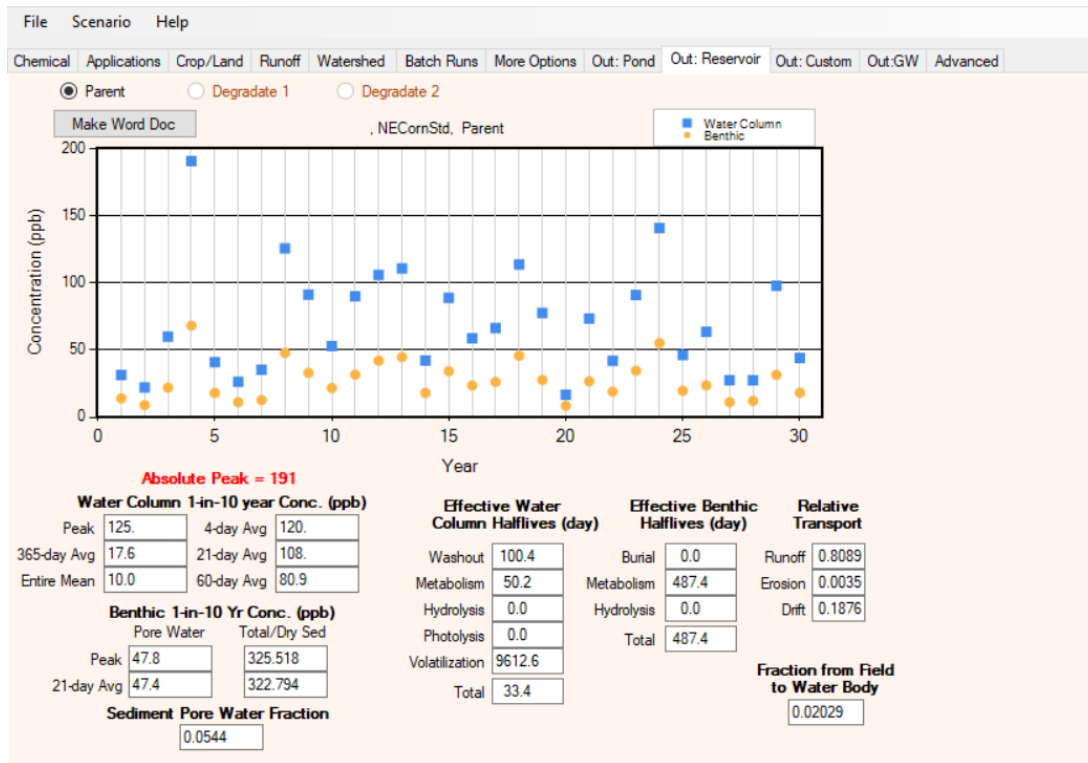 File Scenario Help
Chemical Applications Crop/Land Runoff Watershed Batch Runs More Options Out: Pond Out: Reservoir Out: Custom Out:GW Advanced
Parent Degradate 1 Degradate 2
Make Word Doc
, NECornStd, Parent
Water Column
Benthic
Concentration (ppb)
200
150
100
50
0
0 5 10 15 20 25 30
Year
Absolute Peak = 191
Water Column 1-in-10 year Conc. (ppb)
Peak 125. 4-day Avg 120.
365-day Avg 17.6 21-day Avg 108.
Entire Mean 10.0 60-day Avg 80.9
Benthic 1-in-10 Yr Conc. (ppb)
Pore Water Total/Dry Sed
Peak 47.8 325.518
21-day Avg 47.4 322.794
Sediment Pore Water Fraction
0.0544
Effective Water
Column Halflives (day)
Washout 100.4
Metabolism 50.2
Hydrolysis 0.0
Photolysis 0.0
Volatilization 9612.6
Total 33.4
Effective Benthic
Halflives (day)
Burial 0.0
Metabolism 487.4
Hydrolysis 0.0
Total 487.4
Relative
Transport
Runoff 0.8089
Erosion 0.0035
Drift 0.1876
Fraction from Field
to Water Body
0.02029